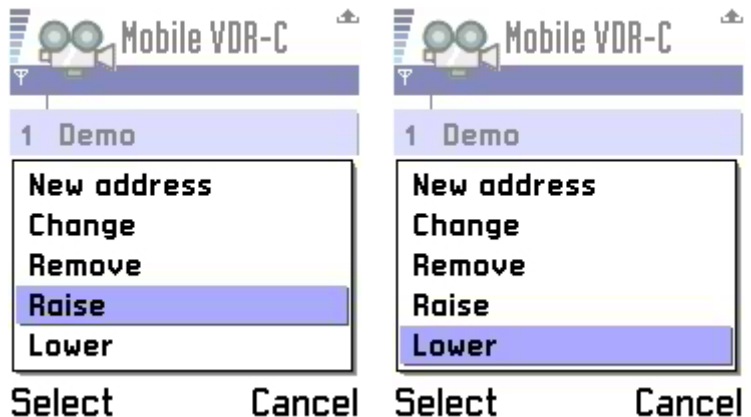 Mobile VDR-C
1 Demo
New address
Change
Remove
Raise
Lower
Select Cancel
Mobile VDR-C
1 Demo
New address
Change
Remove
Raise
Lower
Select Cancel